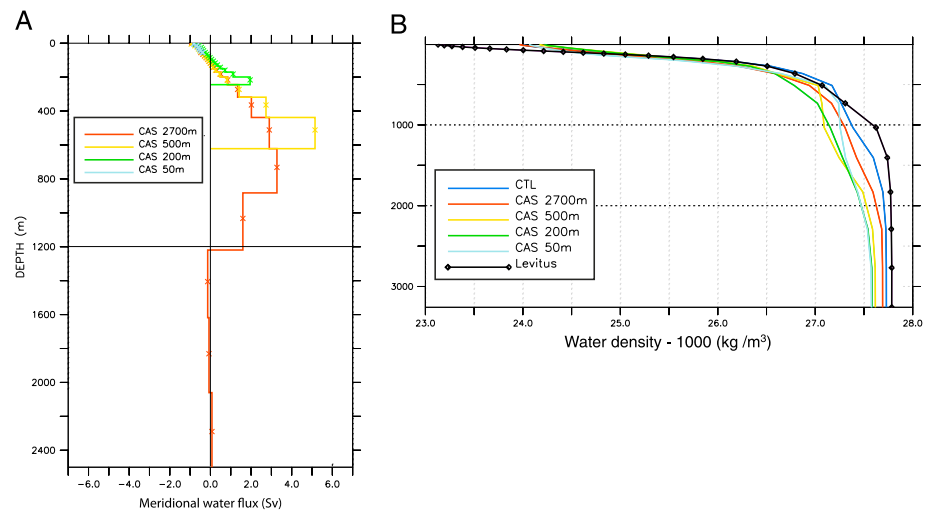 A
0
400
800
1200
1600
2000
2400
DEPTH (m)
CAS 2700m
CAS 500m
CAS 200m
CAS 50m
-6.0 -4.0 -2.0 0.0 2.0 4.0 6.0
Meridional water flux (Sv)
B
1000
2000
3000
CTL
CAS 2700m
CAS 500m
CAS 200m
CAS 50m
Levitus
23.0 24.0 25.0 26.0 27.0 28.0
Water density - 1000 (kg /m³)